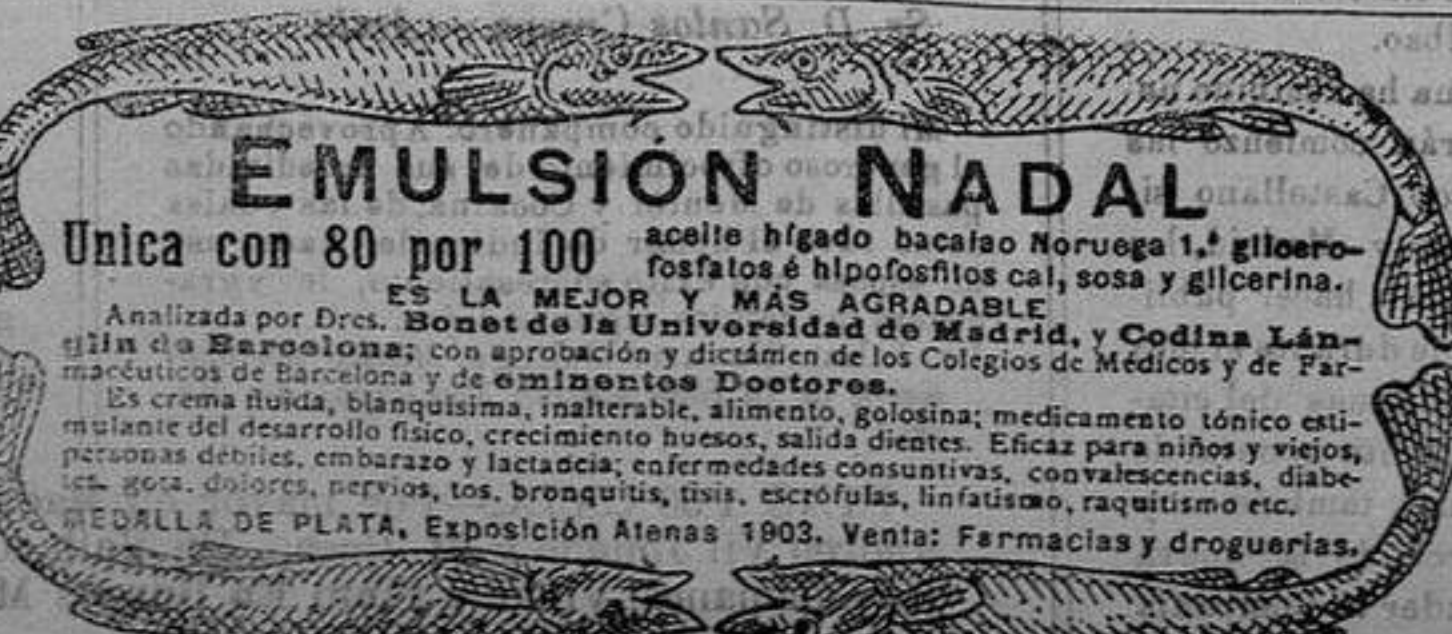 EMULSIÓN NADAL
Unica con 80 por 100
aceite hígado bacalao Noruega 1.ª glicero-
fosfatos é hipofosfitos cal, sosa y glicerina.
ES LA MEJOR Y MÁS AGRADABLE
Analizada por Dres. Bonet de la Universidad de Madrid, y Codina Lán-
glin de Barcelona; con aprobación y dictámen de los Colegios de Médicos y de Far-
macéuticos de Barcelona y de eminentes Doctores.
Es crema fluida, blanquísima, inalterable, alimento, golosina; medicamento tónico esti-
mulante del desarrollo físico, crecimiento huesos, salida dientes. Eficaz para niños y viejos,
personas débiles, embarazo y lactancia; enfermedades consuntivas, convalescencias, diabe-
tes, gota, dolores, nervios, tos, bronquitis, tisis, escrófulas, linfatismo, raquitismo etc.
MEDALLA DE PLATA, Exposición Atenas 1903. Venta: Farmacias y droguerias.